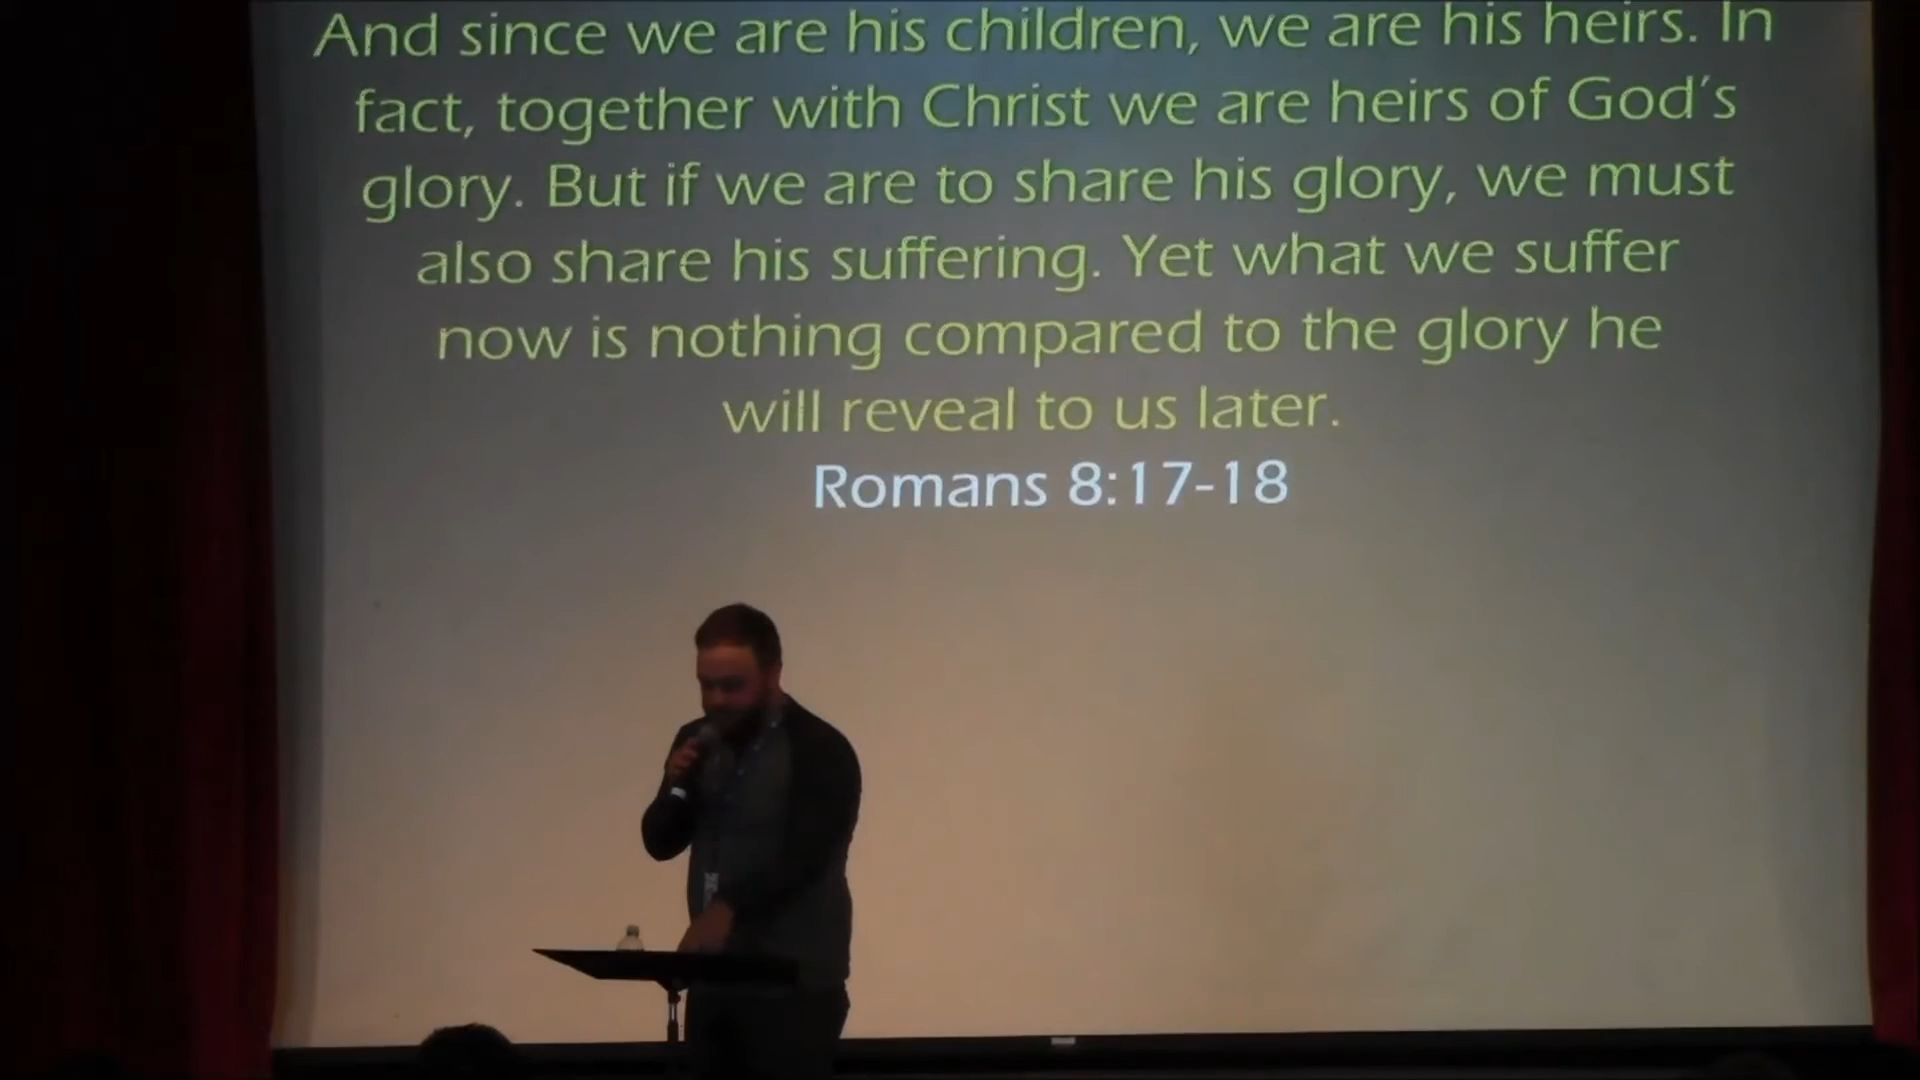 And since we are his children, we are his heirs. In
fact, together with Christ we are heirs of God's
glory. But if we are to share his glory, we must
also share his suffering. Yet what we suffer
now is nothing compared to the glory he
will reveal to us later.
Romans 8:17-18